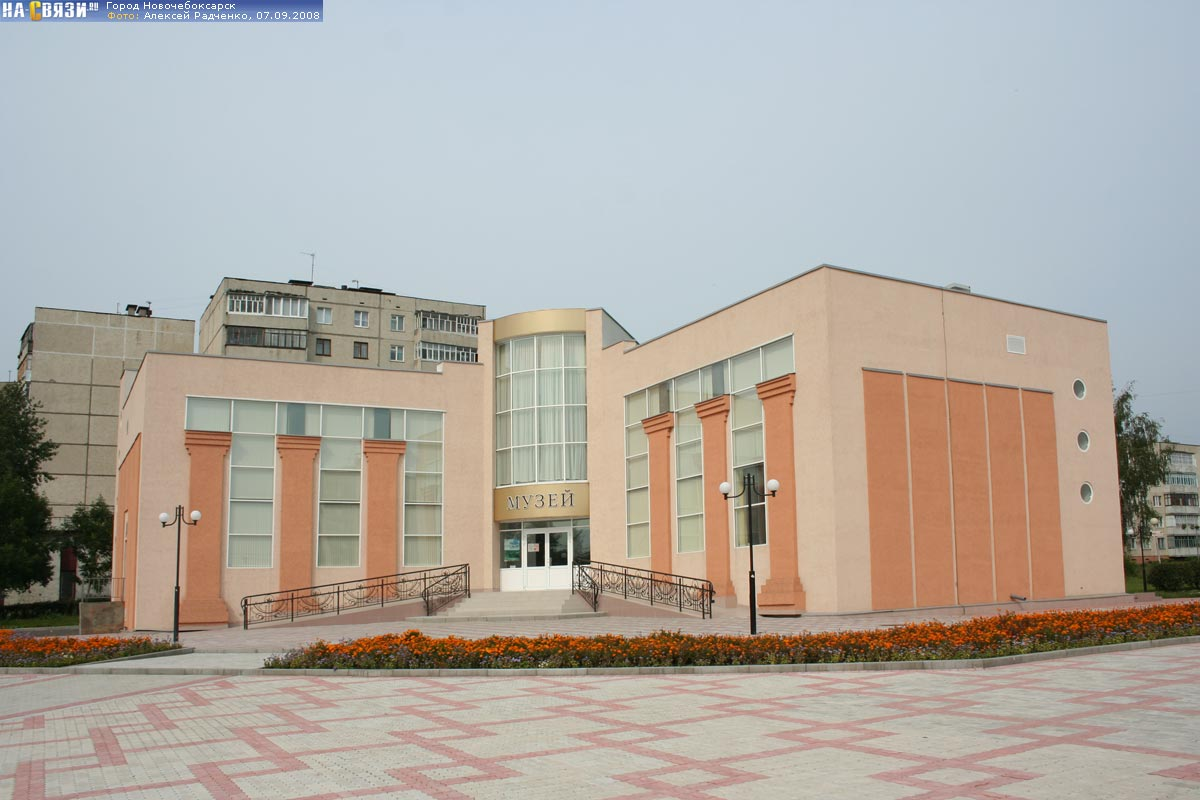 на Связи.ru
Город Новочебоксарск
Фото: Алексей Радченко, 07.09.2008
МУЗЕЙ